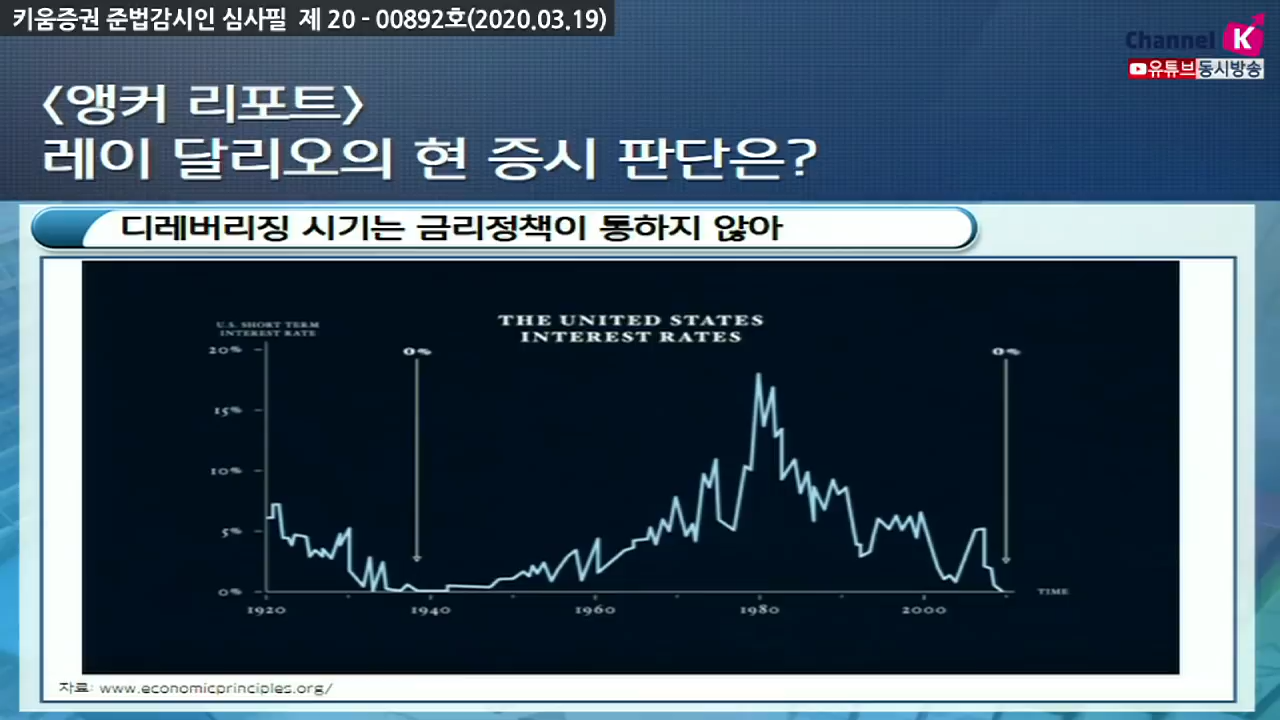 키움증권 준법감시인 심사필 제 20 - 00892호(2020.03.19)
Channel K
유튜브 동시방송
<앵커 리포트>
레이 달리오의 현 증시 판단은?
디레버리징 시기는 금리정책이 통하지 않아
THE UNITED STATES
INTEREST RATES
U.S. SHORT TERM
INTEREST RATE
20%
0%
0%
15%
10%
5%
0%
TIME
1920
1940
1960
1980
2000
자료: www.economicprinciples.org/